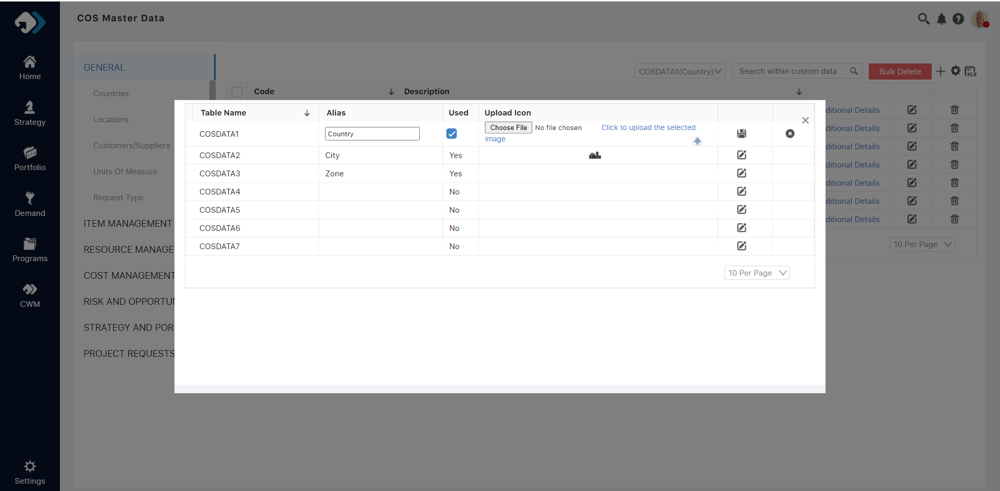 COS Master Data
Home
Strategy
Portfolio
Demand
Programs
CWM
Settings
GENERAL
Countries
Locations
Customers/Suppliers
Units Of Measure
Request Type
ITEM MANAGEMENT
RESOURCE MANAGE
COST MANAGEMENT
RISK AND OPPORTUN
STRATEGY AND POR
PROJECT REQUESTS
COSDATA1(Country)
Search within custom data
Bulk Delete
XLS
Code Description
ditional Details
ditional Details
ditional Details
ditional Details
ditional Details
ditional Details
ditional Details
10 Per Page
Table Name Alias Used Upload Icon
COSDATA1 Country Choose File No file chosen Click to upload the selected
image
COSDATA2 City Yes
COSDATA3 Zone Yes
COSDATA4 No
COSDATA5 No
COSDATA6 No
COSDATA7 No
10 Per Page